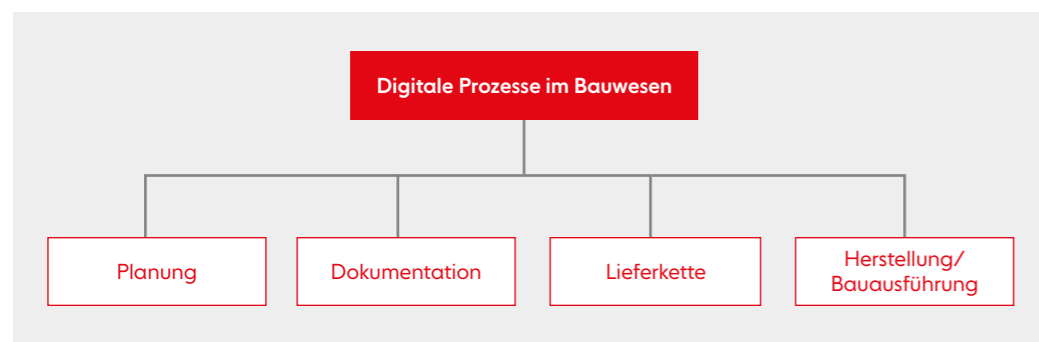 Digitale Prozesse im Bauwesen
Planung
Dokumentation
Lieferkette
Herstellung/
Bauausführung